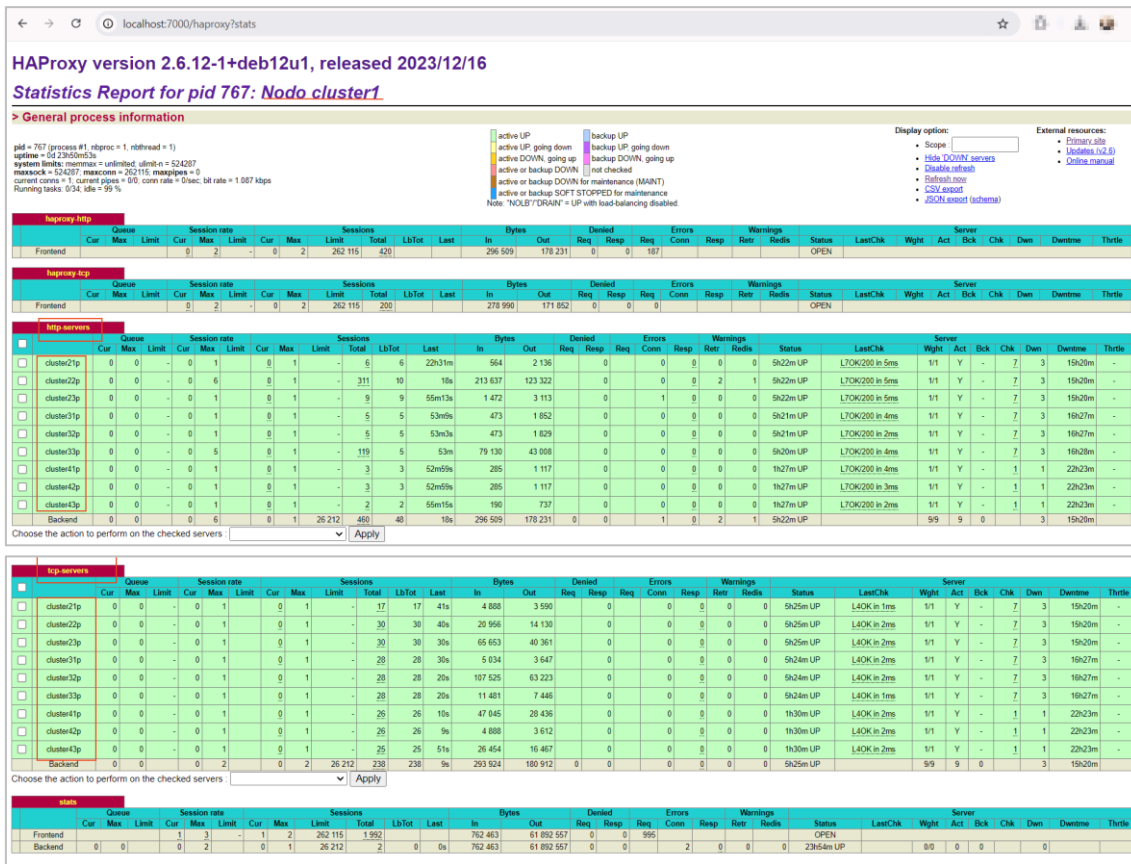 localhost:7000/haproxy?stats
HAProxy version 2.6.12-1+deb12u1, released 2023/12/16
Statistics Report for pid 767: Nodo cluster1
> General process information
pid = 767 (process #1, nbproc = 1, nbthread = 1)
uptime = 0d 23h50m53s
system limits: memmax = unlimited; ulimit-n = 524287
maxsock = 524287; maxconn = 262115; maxpipes = 0
current conns = 1; current pipes = 0/0; conn rate = 0/sec; bit rate = 1.087 kbps
Running tasks: 0/34; idle = 99 %
active UP backup UP
active UP, going down backup UP, going down
active DOWN, going up backup DOWN, going up
active or backup DOWN not checked
active or backup DOWN for maintenance (MAINT)
active or backup SOFT STOPPED for maintenance
Note: "NOLB"/"DRAIN" = UP with load-balancing disabled.
Display option:
Scope :
Hide 'DOWN' servers
Disable refresh
Refresh now
CSV export
JSON export (schema)
External resources:
Primary site
Updates (v2.6)
Online manual
haproxy-http
Queue Session rate Sessions Bytes Denied Errors Warnings Server
Cur Max Limit Cur Max Limit Cur Max Limit Total LbTot Last In Out Req Resp Req Conn Resp Retr Redis Status LastChk Wght Act Bck Chk Dwn Dwntme Thrtle
Frontend 0 2 - 0 2 262 115 420 296 509 178 231 0 0 187 OPEN
haproxy-tcp
Queue Session rate Sessions Bytes Denied Errors Warnings Server
Cur Max Limit Cur Max Limit Cur Max Limit Total LbTot Last In Out Req Resp Req Conn Resp Retr Redis Status LastChk Wght Act Bck Chk Dwn Dwntme Thrtle
Frontend 0 2 - 0 2 262 115 200 278 990 171 852 0 0 0 OPEN
http-servers
Queue Session rate Sessions Bytes Denied Errors Warnings Server
Cur Max Limit Cur Max Limit Cur Max Limit Total LbTot Last In Out Req Resp Req Conn Resp Retr Redis Status LastChk Wght Act Bck Chk Dwn Dwntme Thrtle
cluster21p 0 0 - 0 1 0 1 - 6 6 22h31m 564 2 136 0 0 0 0 0 5h22m UP L7OK/200 in 5ms 1/1 Y - 7 3 15h20m -
cluster22p 0 0 - 0 6 0 1 - 311 10 18s 213 637 123 322 0 0 0 2 1 5h22m UP L7OK/200 in 5ms 1/1 Y - 7 3 15h20m -
cluster23p 0 0 - 0 1 0 1 - 9 9 55m13s 1 472 3 113 0 1 0 0 0 5h22m UP L7OK/200 in 5ms 1/1 Y - 7 3 15h20m -
cluster31p 0 0 - 0 1 0 1 - 5 5 53m9s 473 1 852 0 0 0 0 0 5h21m UP L7OK/200 in 4ms 1/1 Y - 7 3 16h27m -
cluster32p 0 0 - 0 1 0 1 - 5 5 53m3s 473 1 829 0 0 0 0 0 5h21m UP L7OK/200 in 5ms 1/1 Y - 7 3 16h27m -
cluster33p 0 0 - 0 5 0 1 - 119 5 53m 79 130 43 008 0 0 0 0 0 5h20m UP L7OK/200 in 4ms 1/1 Y - 7 3 16h28m -
cluster41p 0 0 - 0 1 0 1 - 3 3 52m59s 285 1 117 0 0 0 0 0 1h27m UP L7OK/200 in 4ms 1/1 Y - 1 1 22h23m -
cluster42p 0 0 - 0 1 0 1 - 3 3 52m59s 285 1 117 0 0 0 0 0 1h27m UP L7OK/200 in 3ms 1/1 Y - 1 1 22h23m -
cluster43p 0 0 - 0 1 0 1 - 2 2 55m15s 190 737 0 0 0 0 0 1h27m UP L7OK/200 in 2ms 1/1 Y - 1 1 22h23m -
Backend 0 0 0 6 0 1 26 212 460 48 18s 296 509 178 231 0 0 1 0 2 1 5h22m UP 9/9 9 0 3 15h20m
Choose the action to perform on the checked servers : Apply
tcp-servers
Queue Session rate Sessions Bytes Denied Errors Warnings Server
Cur Max Limit Cur Max Limit Cur Max Limit Total LbTot Last In Out Req Resp Req Conn Resp Retr Redis Status LastChk Wght Act Bck Chk Dwn Dwntme Thrtle
cluster21p 0 0 - 0 1 0 1 - 17 17 41s 4 888 3 590 0 0 0 0 0 5h25m UP L4OK in 1ms 1/1 Y - 7 3 15h20m -
cluster22p 0 0 - 0 1 0 1 - 30 30 40s 20 956 14 130 0 0 0 0 0 5h25m UP L4OK in 2ms 1/1 Y - 7 3 15h20m -
cluster23p 0 0 - 0 1 0 1 - 30 30 30s 65 653 40 361 0 0 0 0 0 5h25m UP L4OK in 2ms 1/1 Y - 7 3 15h20m -
cluster31p 0 0 - 0 1 0 1 - 28 28 30s 5 034 3 647 0 0 0 0 0 5h24m UP L4OK in 2ms 1/1 Y - 7 3 16h27m -
cluster32p 0 0 - 0 1 0 1 - 28 28 20s 107 525 63 223 0 0 0 0 0 5h24m UP L4OK in 2ms 1/1 Y - 7 3 16h27m -
cluster33p 0 0 - 0 1 0 1 - 28 28 20s 11 481 7 446 0 0 0 0 0 5h24m UP L4OK in 1ms 1/1 Y - 7 3 16h27m -
cluster41p 0 0 - 0 1 0 1 - 26 26 10s 47 045 28 436 0 0 0 0 0 1h30m UP L4OK in 2ms 1/1 Y - 1 1 22h23m -
cluster42p 0 0 - 0 1 0 1 - 26 26 9s 4 888 3 612 0 0 0 0 0 1h30m UP L4OK in 2ms 1/1 Y - 1 1 22h23m -
cluster43p 0 0 - 0 1 0 1 - 25 25 51s 26 454 16 467 0 0 0 0 0 1h30m UP L4OK in 2ms 1/1 Y - 1 1 22h23m -
Backend 0 0 0 2 0 2 26 212 238 238 9s 293 924 180 912 0 0 0 0 0 0 5h25m UP 9/9 9 0 3 15h20m
Choose the action to perform on the checked servers : Apply
stats
Queue Session rate Sessions Bytes Denied Errors Warnings Server
Cur Max Limit Cur Max Limit Cur Max Limit Total LbTot Last In Out Req Resp Req Conn Resp Retr Redis Status LastChk Wght Act Bck Chk Dwn Dwntme Thrtle
Frontend 1 3 - 1 2 262 115 1 992 762 463 61 892 557 0 0 995 OPEN
Backend 0 0 0 2 0 1 26 212 2 0 0s 762 463 61 892 557 0 0 2 0 0 0 23h54m UP 0/0 0 0 0